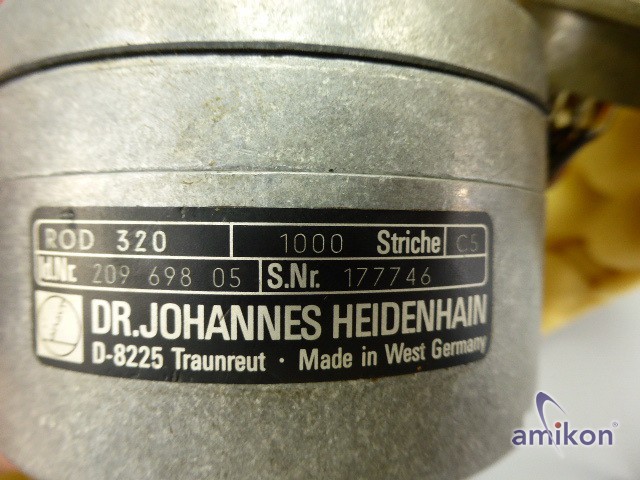 ROD 320 1000 Striche C5
Id.Nr. 209 698 05 S.Nr. 177746
DR.JOHANNES HEIDENHAIN
D-8225 Traunreut · Made in West Germany
amikon®